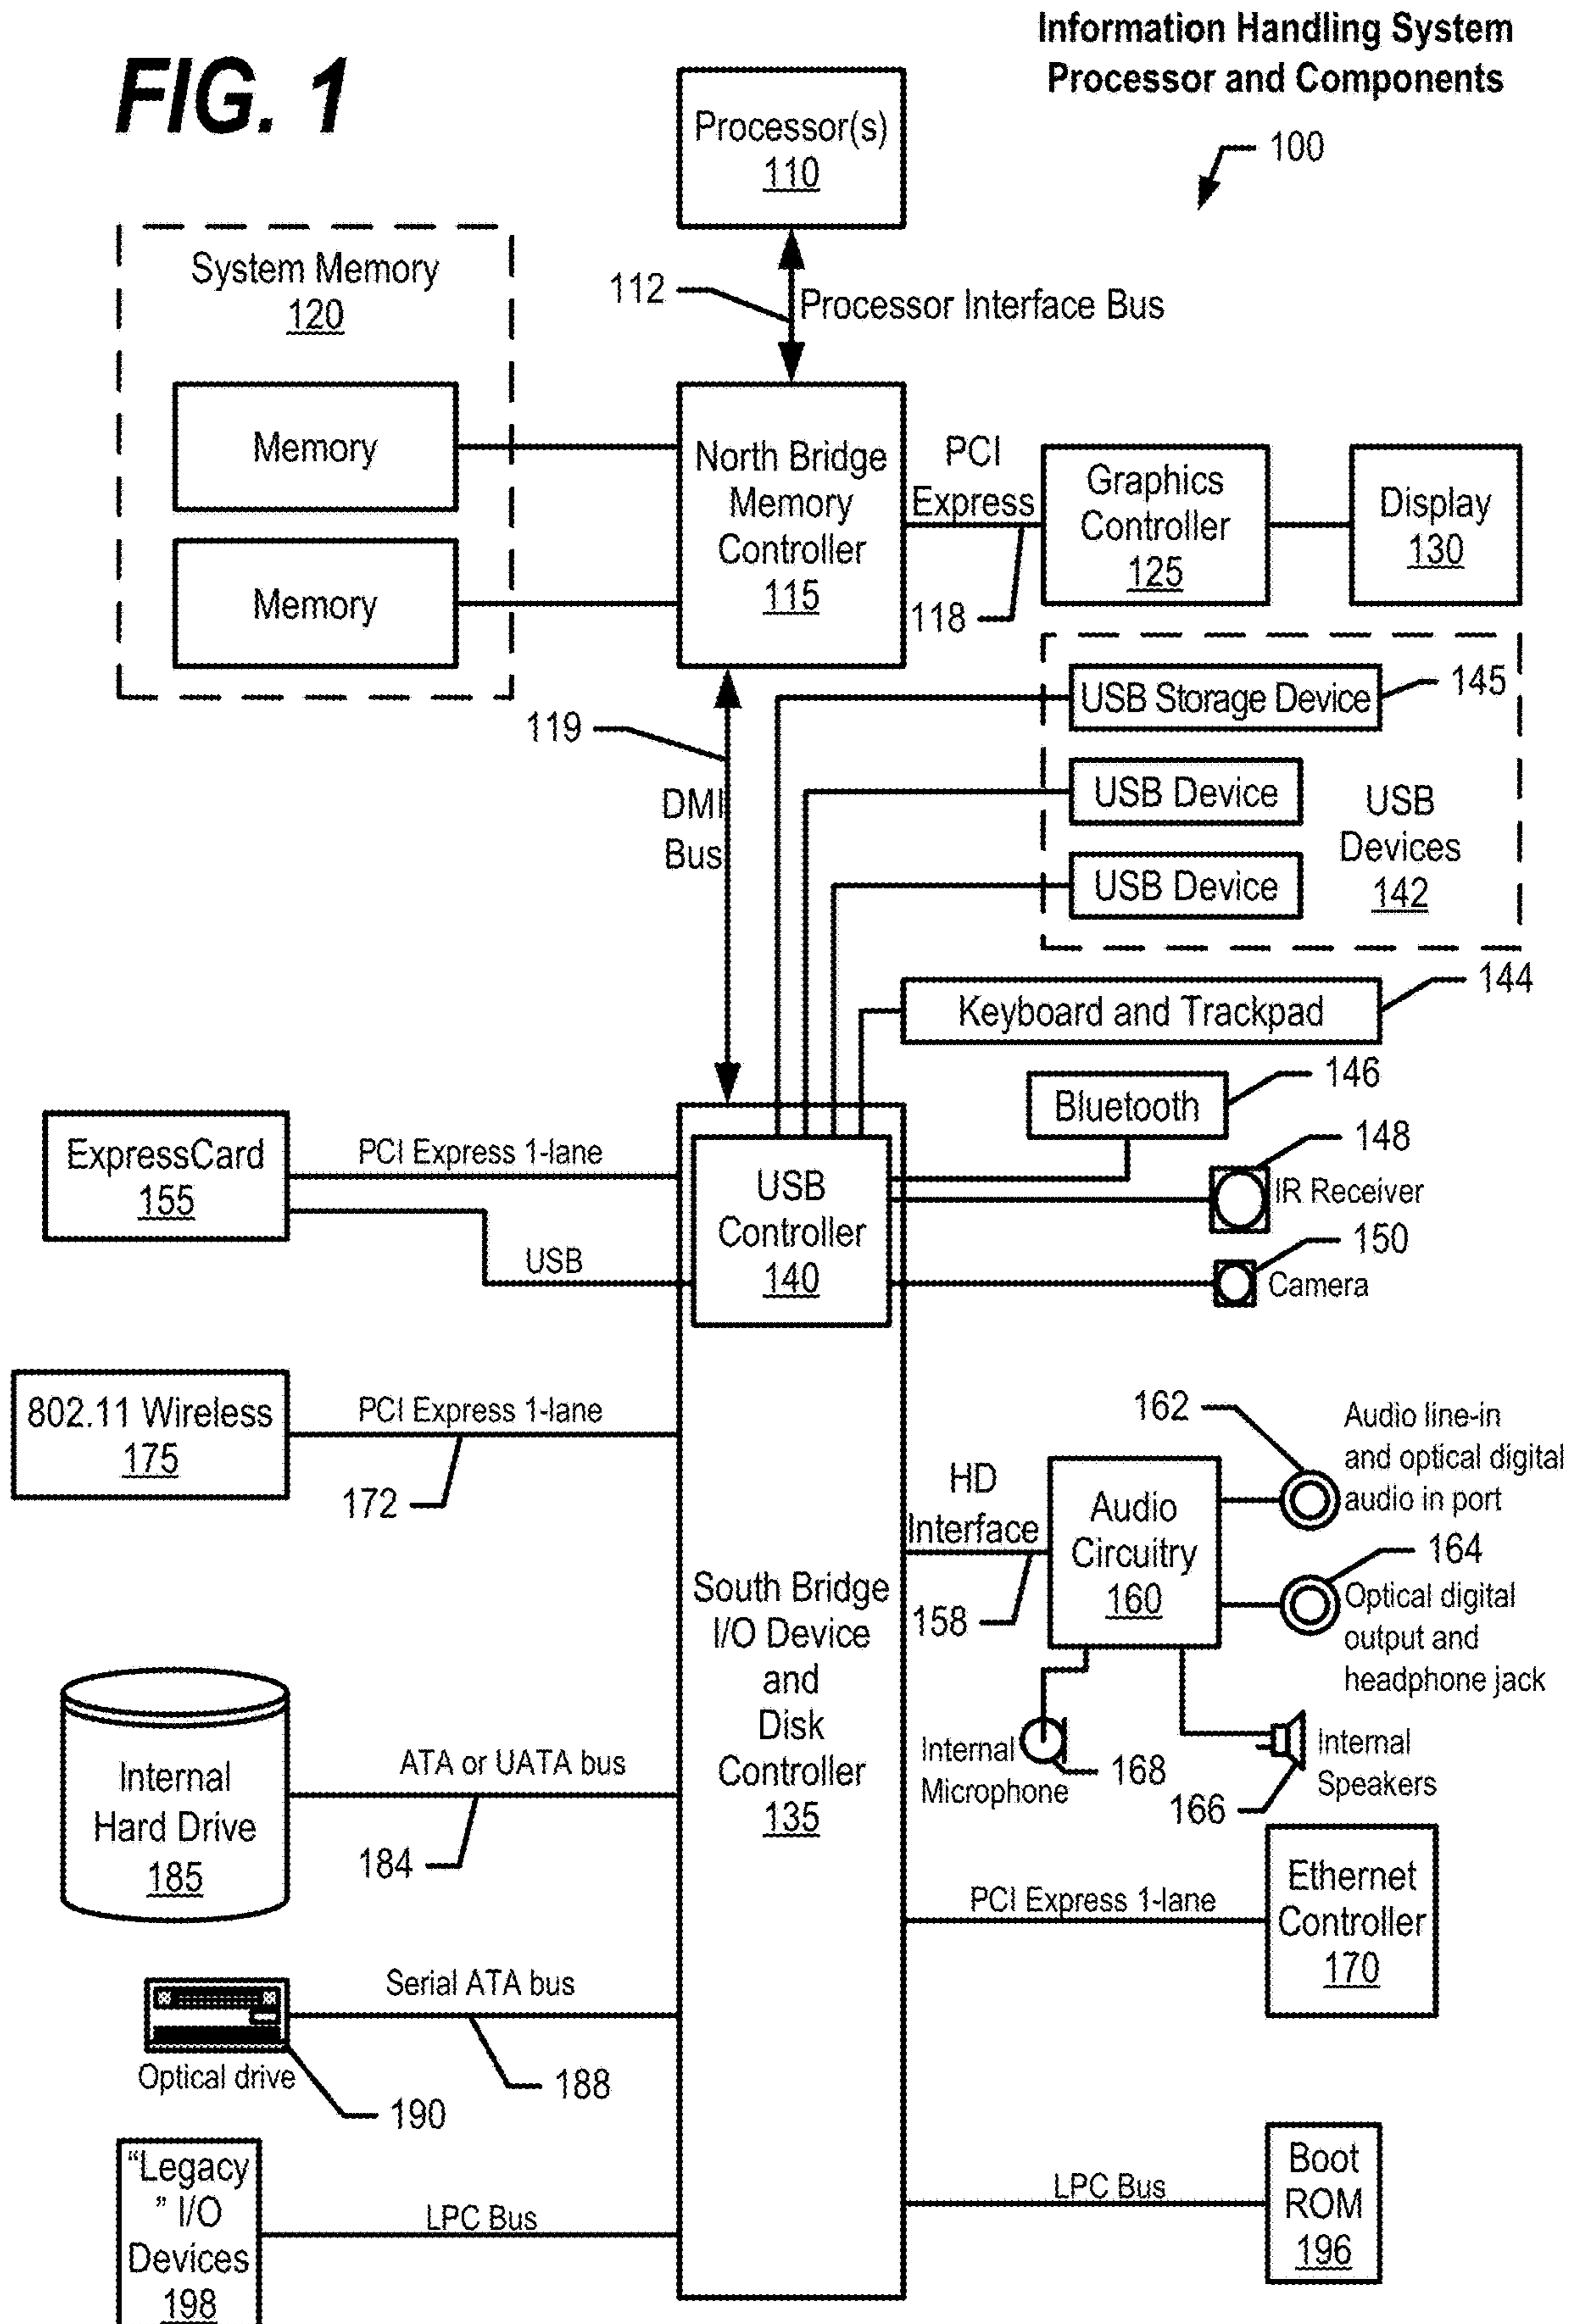 FIG. 1
Information Handling System
Processor and Components
100
Processor(s)
110
System Memory
120
112
Processor Interface Bus
Memory
Memory
North Bridge
Memory
Controller
115
PCI
Express
118
Graphics
Controller
125
Display
130
119
DMI
Bus
USB Storage Device
145
USB Device
USB Device
USB
Devices
142
Keyboard and Trackpad
144
Bluetooth
146
148
IR Receiver
150
Camera
ExpressCard
155
PCI Express 1-lane
USB
USB
Controller
140
802.11 Wireless
175
PCI Express 1-lane
172
162
Audio line-in
and optical digital
audio in port
HD
Interface
158
Audio
Circuitry
160
164
Optical digital
output and
headphone jack
South Bridge
I/O Device
and
Disk
Controller
135
Internal
Microphone
168
Internal
Speakers
166
Internal
Hard Drive
185
ATA or UATA bus
184
PCI Express 1-lane
Ethernet
Controller
170
Serial ATA bus
188
Optical drive
190
“Legacy
” I/O
Devices
198
LPC Bus
LPC Bus
Boot
ROM
196